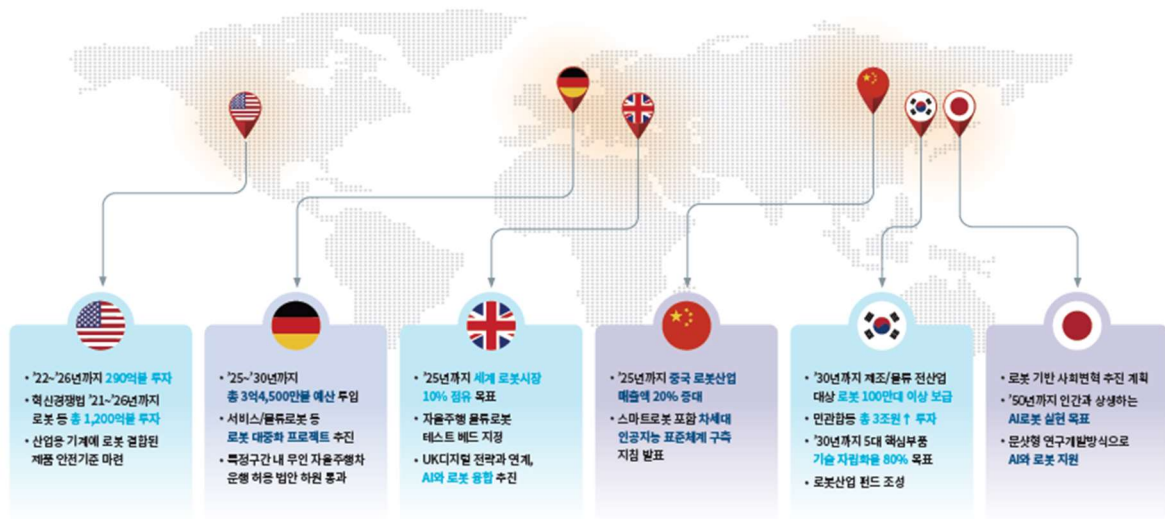 • '22~'26년까지 290억불 투자
• 혁신경쟁법 '21~'26년까지
로봇 등 총 1,200억불 투자
• 산업용 기계에 로봇 결합된
제품 안전기준 마련
• '25~'30년까지
총 3억4,500만불 예산 투입
• 서비스/물류로봇 등
로봇 대중화 프로젝트 추진
• 특정구간 내 무인 자율주행차
운행 허용 법안 하원 통과
• '25년까지 세계 로봇시장
10% 점유 목표
• 자율주행 물류로봇
테스트 베드 지정
• UK디지털 전략과 연계,
AI와 로봇 융합 추진
• '25년까지 중국 로봇산업
매출액 20% 증대
• 스마트로봇 포함 차세대
인공지능 표준체계 구축
지침 발표
• '30년까지 제조/물류 전산업
대상 로봇 100만대 이상 보급
• 민관합동 총 3조원↑ 투자
• '30년까지 5대 핵심부품
기술 자립화율 80% 목표
• 로봇산업 펀드 조성
• 로봇 기반 사회변혁 추진 계획
• '50년까지 인간과 상생하는
AI로봇 실현 목표
• 문샷형 연구개발방식으로
AI와 로봇 지원